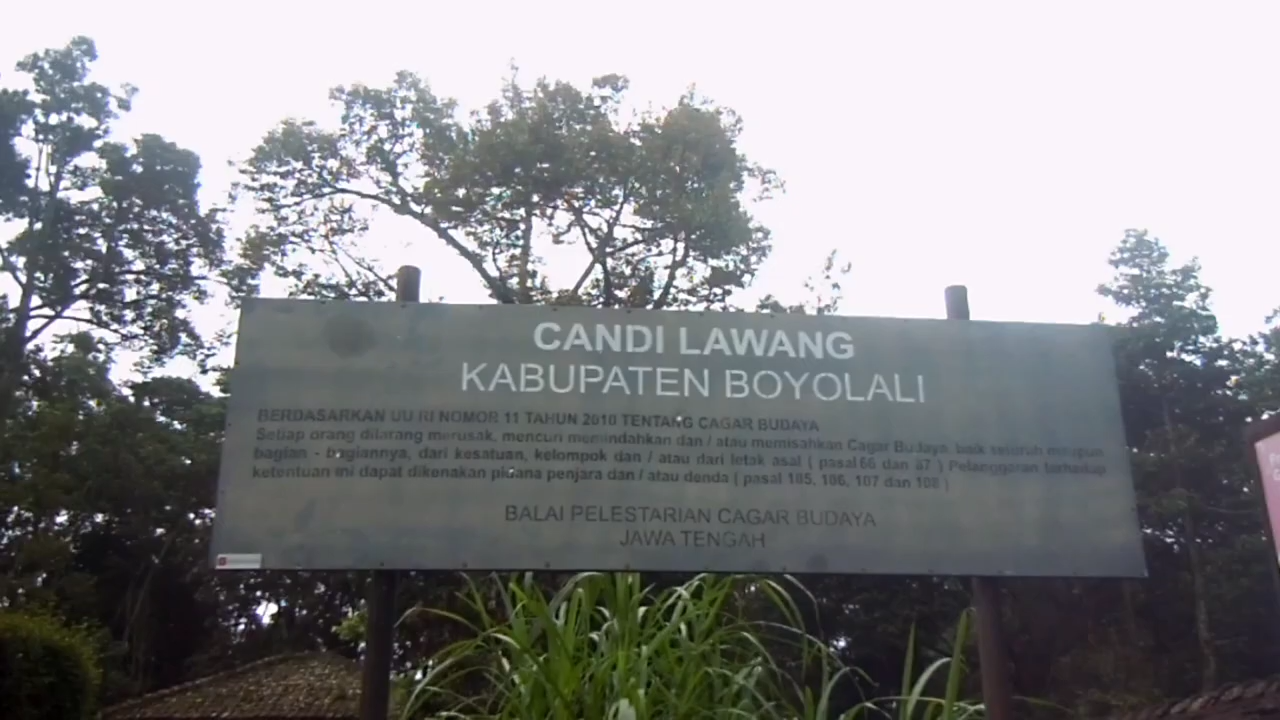 CANDI LAWANG
KABUPATEN BOYOLALI
BERDASARKAN UU RI NOMOR 11 TAHUN 2010 TENTANG CAGAR BUDAYA
Setiap orang dilarang merusak, mencuri memindahkan dan / atau memisahkan Cagar Budaya, baik seluruh maupun
bagian - bagiannya, dari kesatuan, kelompok dan / atau dari letak asal ( pasal 66 dan 67 ) Pelanggaran terhadap
ketentuan ini dapat dikenakan pidana penjara dan / atau denda ( pasal 105, 106, 107 dan 108 )
BALAI PELESTARIAN CAGAR BUDAYA
JAWA TENGAH